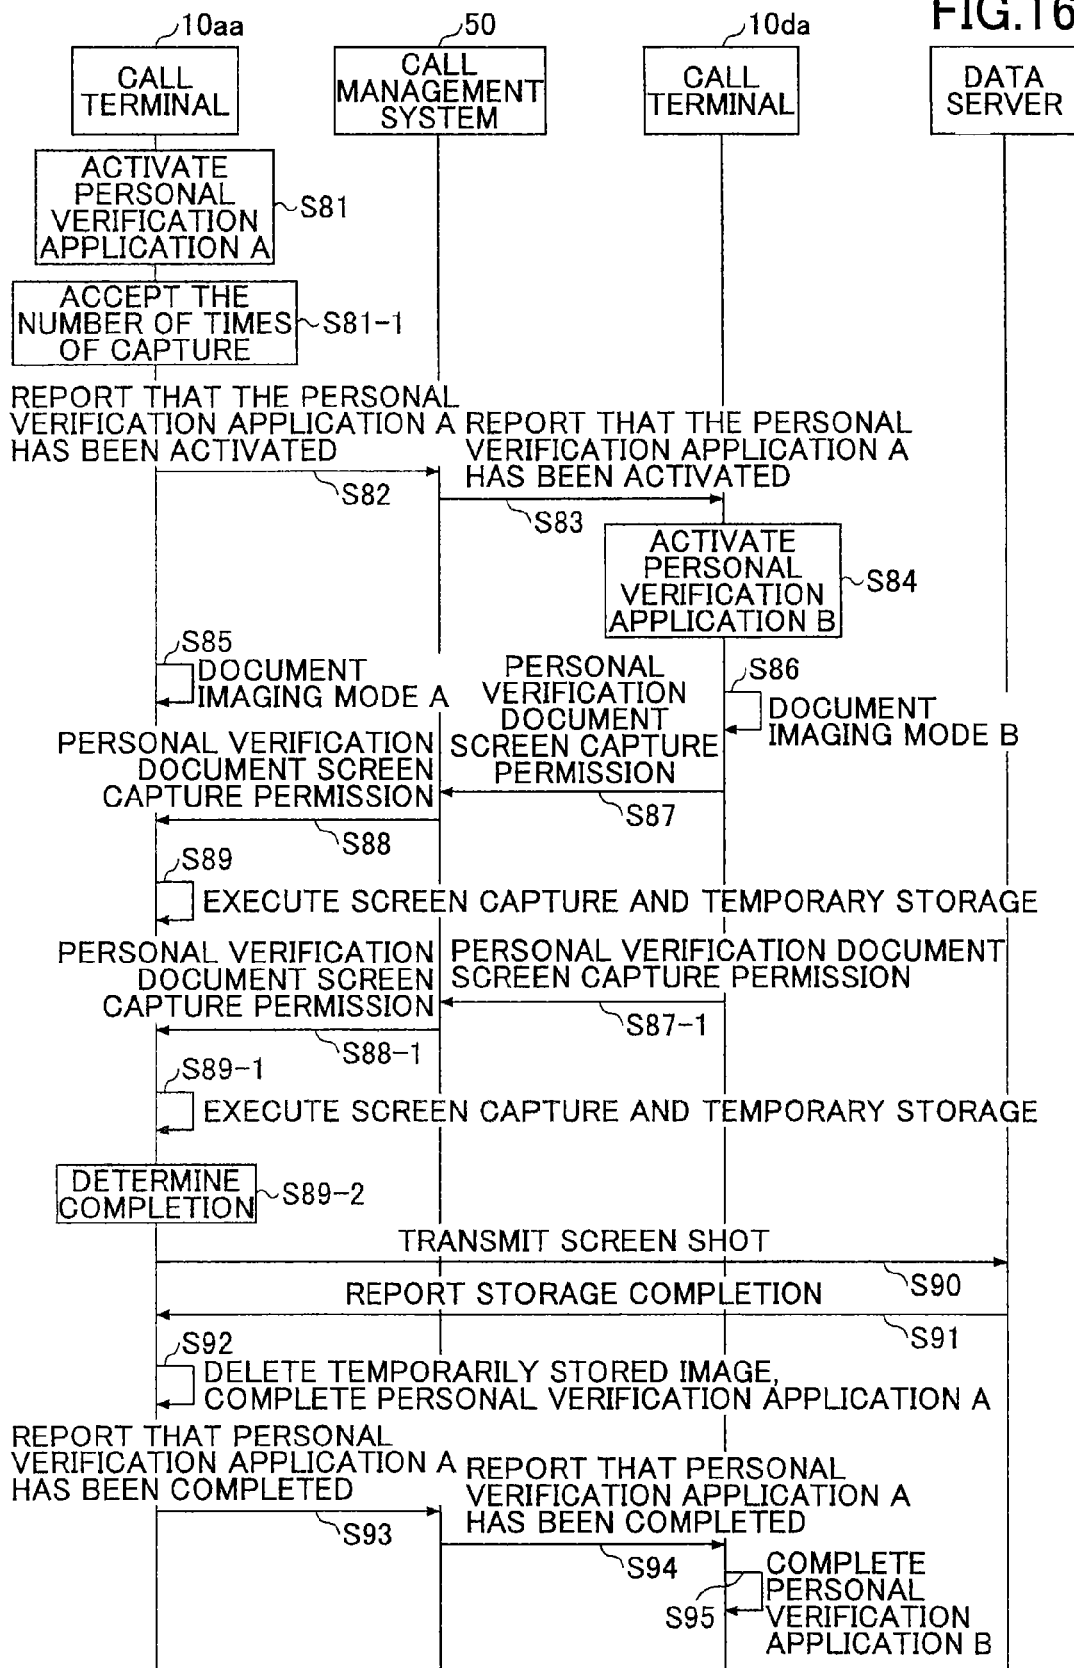 FIG.16
10aa
50
10da
CALL
TERMINAL
CALL
MANAGEMENT
SYSTEM
CALL
TERMINAL
DATA
SERVER
ACTIVATE
PERSONAL
VERIFICATION
APPLICATION A
S81
ACCEPT THE
NUMBER OF TIMES
OF CAPTURE
S81-1
REPORT THAT THE PERSONAL
VERIFICATION APPLICATION A
HAS BEEN ACTIVATED
S82
REPORT THAT THE PERSONAL
VERIFICATION APPLICATION A
HAS BEEN ACTIVATED
S83
ACTIVATE
PERSONAL
VERIFICATION
APPLICATION B
S84
S85
DOCUMENT
IMAGING MODE A
S86
DOCUMENT
IMAGING MODE B
PERSONAL
VERIFICATION
DOCUMENT
SCREEN CAPTURE
PERMISSION
S87
PERSONAL VERIFICATION
DOCUMENT SCREEN
CAPTURE PERMISSION
S88
S89
EXECUTE SCREEN CAPTURE AND TEMPORARY STORAGE
PERSONAL VERIFICATION DOCUMENT
SCREEN CAPTURE PERMISSION
S87-1
PERSONAL VERIFICATION
DOCUMENT SCREEN
CAPTURE PERMISSION
S88-1
S89-1
EXECUTE SCREEN CAPTURE AND TEMPORARY STORAGE
DETERMINE
COMPLETION
S89-2
TRANSMIT SCREEN SHOT
S90
REPORT STORAGE COMPLETION
S91
S92
DELETE TEMPORARILY STORED IMAGE,
COMPLETE PERSONAL VERIFICATION APPLICATION A
REPORT THAT PERSONAL
VERIFICATION APPLICATION A
HAS BEEN COMPLETED
S93
REPORT THAT PERSONAL
VERIFICATION APPLICATION A
HAS BEEN COMPLETED
S94
S95
COMPLETE
PERSONAL
VERIFICATION
APPLICATION B